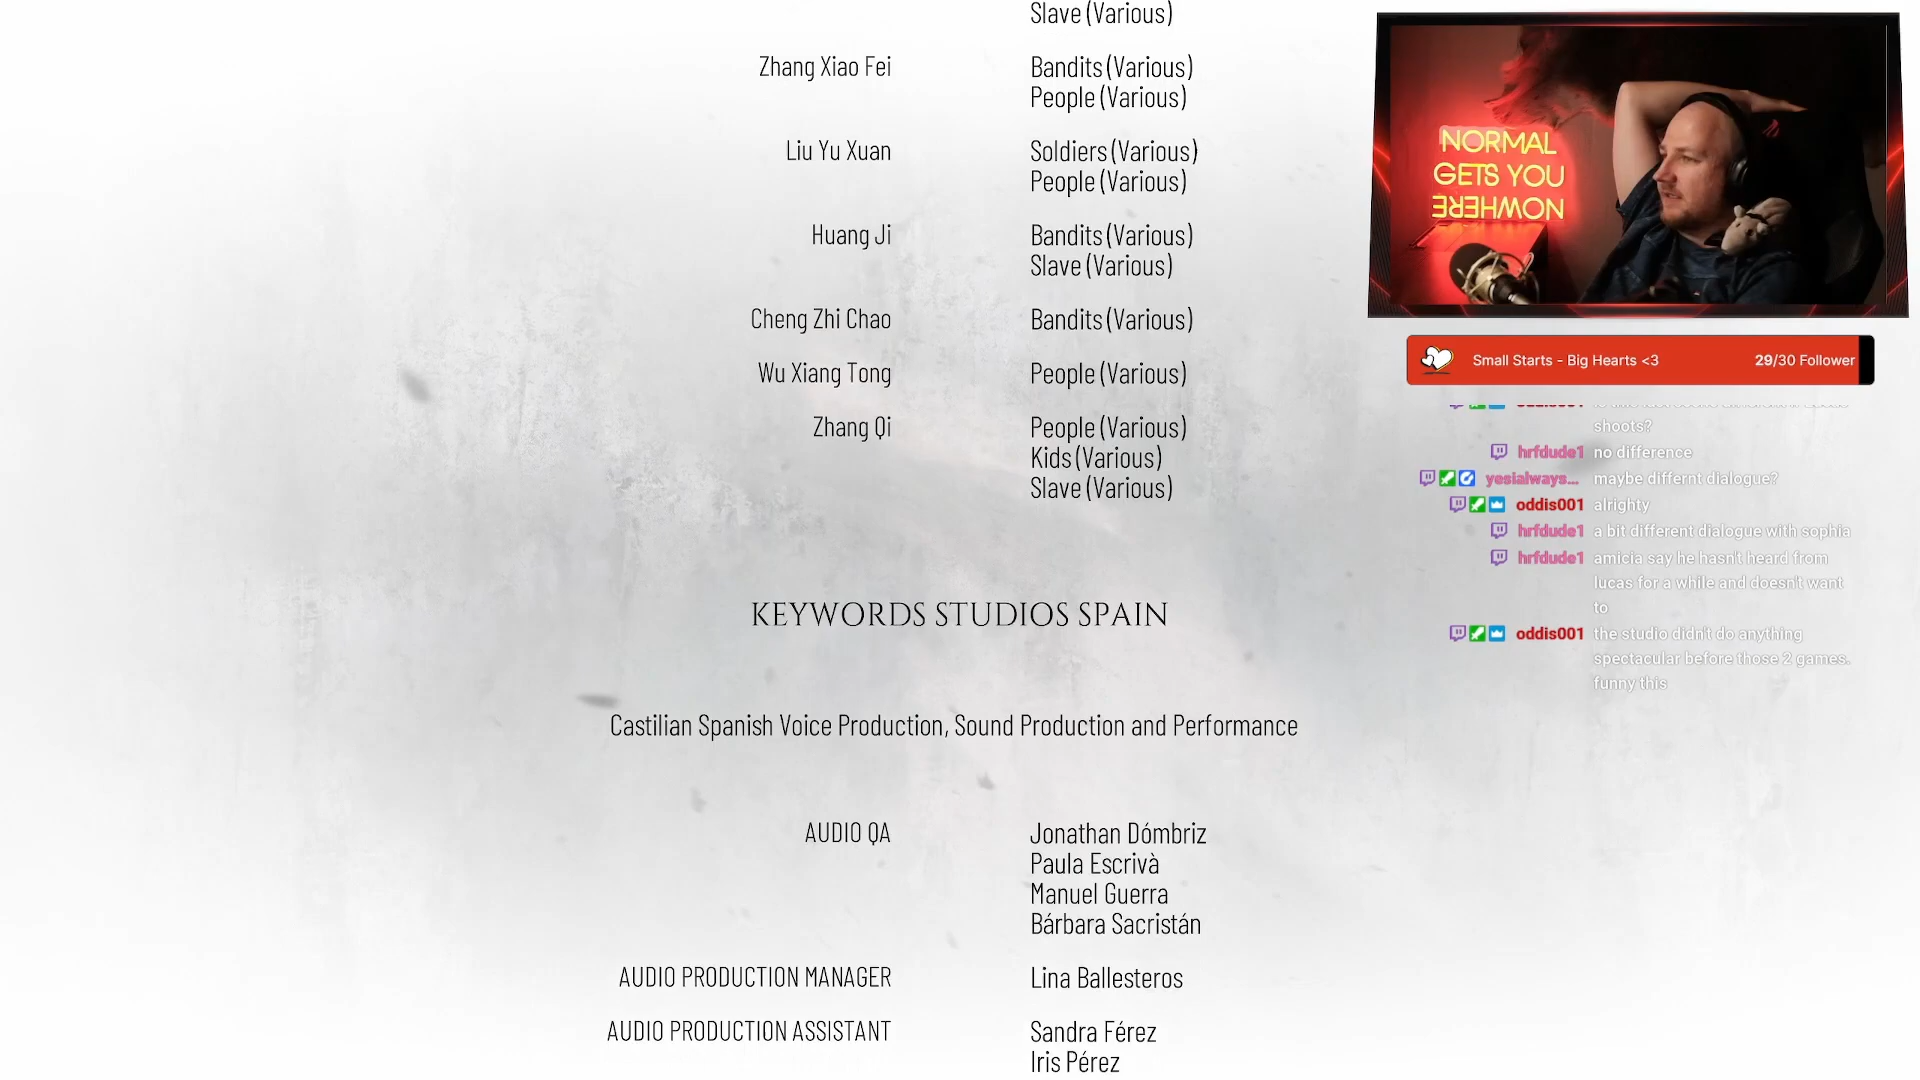 Slave (Various)
Zhang Xiao Fei
Bandits (Various)
People (Various)
Liu Yu Xuan
Soldiers (Various)
People (Various)
Huang Ji
Bandits (Various)
Slave (Various)
Cheng Zhi Chao
Bandits (Various)
Wu Xiang Tong
People (Various)
Zhang Qi
People (Various)
Kids (Various)
Slave (Various)
KEYWORDS STUDIOS SPAIN
Castilian Spanish Voice Production, Sound Production and Performance
AUDIO QA
Jonathan Dómbriz
Paula Escrivà
Manuel Guerra
Bárbara Sacristán
AUDIO PRODUCTION MANAGER
Lina Ballesteros
AUDIO PRODUCTION ASSISTANT
Sandra Férez
Iris Pérez
NORMAL
GETS YOU
NOWHERE
Small Starts - Big Hearts <3
29/30 Follower
shoots?
hrfdude1 no difference
yesialways... maybe differnt dialogue?
oddis001 alrighty
hrfdude1 a bit different dialogue with sophia
hrfdude1 amicia say he hasn't heard from
lucas for a while and doesn't want
to
oddis001 the studio didn't do anything
spectacular before those 2 games.
funny this